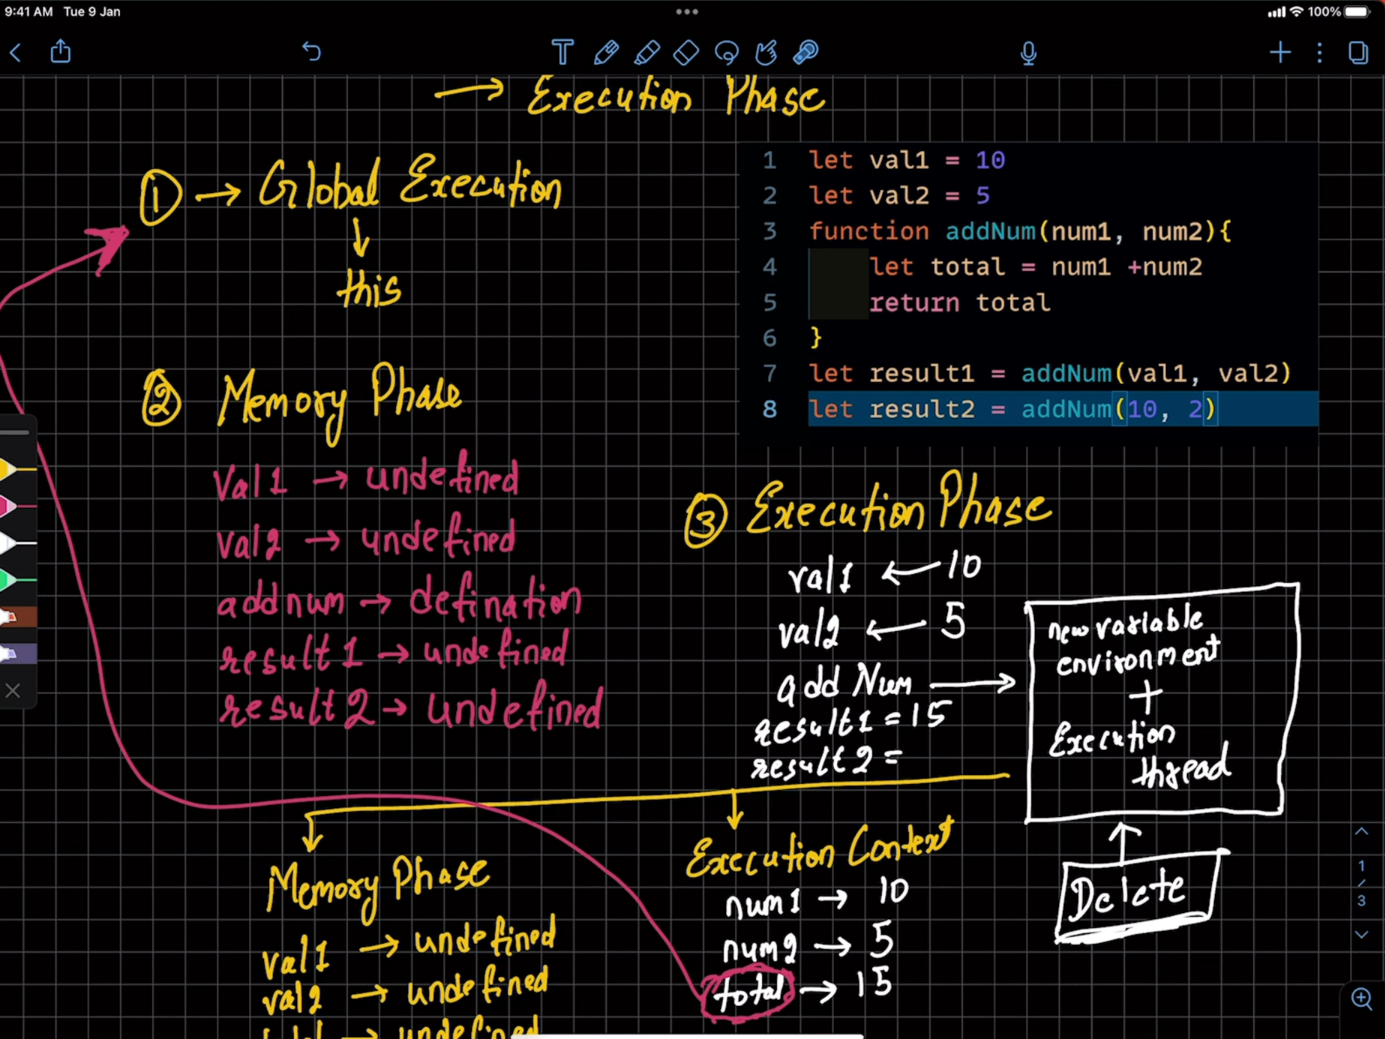 9:41 AM Tue 9 Jan
100%
→ Execution Phase
① → Global Execution
↓
this
② Memory Phase
Val1 → undefined
val2 → undefined
addnum → defination
result1 → undefined
result2 → undefined
1 let val1 = 10
2 let val2 = 5
3 function addNum(num1, num2){
4 let total = num1 +num2
5 return total
6 }
7 let result1 = addNum(val1, val2)
8 let result2 = addNum(10, 2)
③ Execution Phase
val1 ← 10
val2 ← 5
add Num →
result1 = 15
result2 =
new variable
environment
+
Execution
thread
Delete
Memory Phase
val1 → undefined
val2 → undefined
→ undefined
Execution Context
num1 → 10
num2 → 5
total → 15
1
/
3